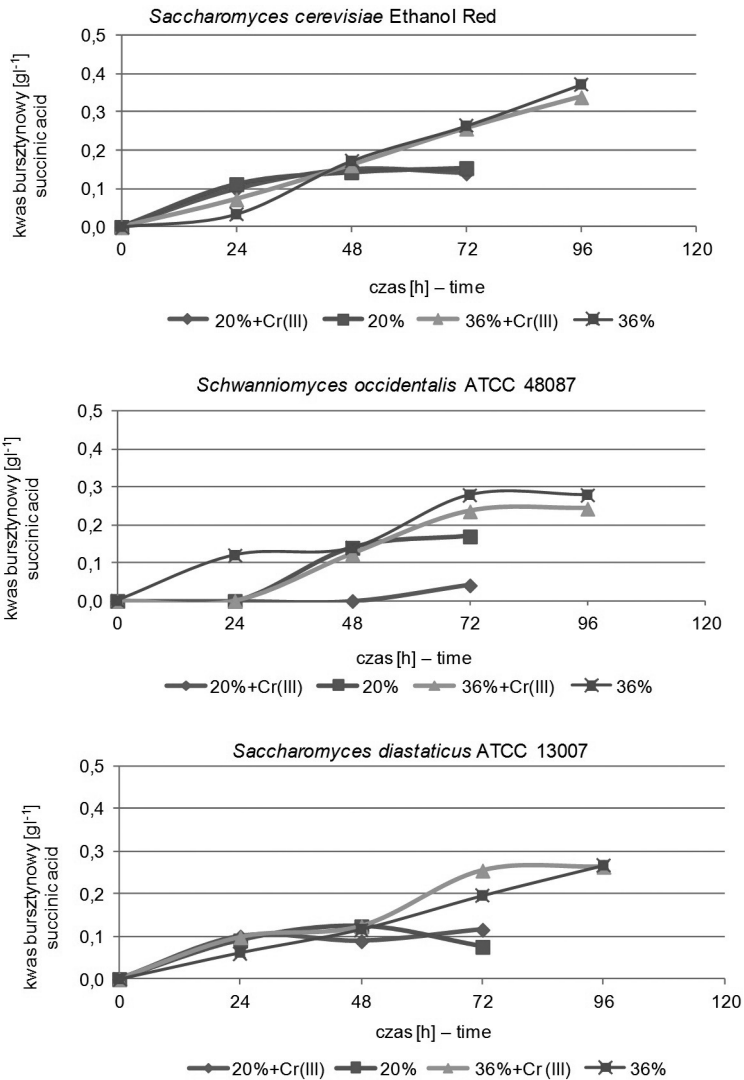 Saccharomyces cerevisiae Ethanol Red
kwas bursztynowy [gl-1]
succinic acid
0,5
0,4
0,3
0,2
0,1
0,0
0 24 48 72 96 120
czas [h] – time
20%+Cr(III) 20% 36%+Cr(III) 36%
Schwanniomyces occidentalis ATCC 48087
kwas bursztynowy [gl-1]
succinic acid
0,5
0,4
0,3
0,2
0,1
0,0
0 24 48 72 96 120
czas [h] – time
20%+Cr(III) 20% 36%+Cr(III) 36%
Saccharomyces diastaticus ATCC 13007
kwas bursztynowy [gl-1]
succinic acid
0,5
0,4
0,3
0,2
0,1
0,0
0 24 48 72 96 120
czas [h] – time
20%+Cr(III) 20% 36%+Cr(III) 36%